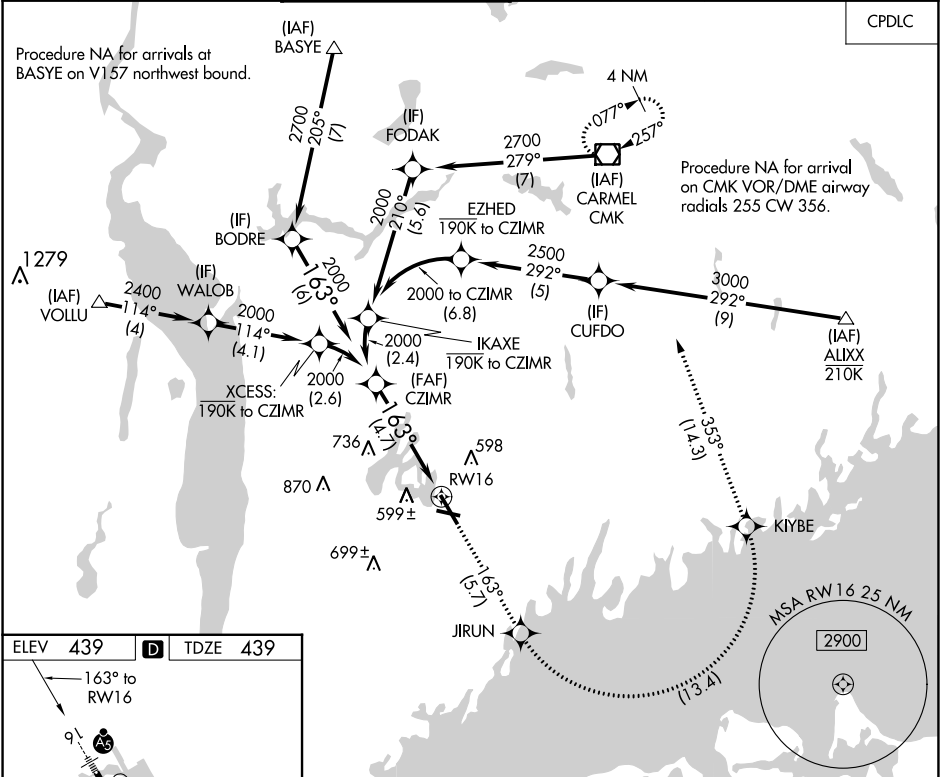 CPDLC
Procedure NA for arrivals at
BASYE on V157 northwest bound.
(IAF)
BASYE
2700
205°
(7)
(IF)
FODAK
4 NM
077°
257°
2700
279°
(7)
(IAF)
CARMEL
CMK
Procedure NA for arrival
on CMK VOR/DME airway
radials 255 CW 356.
2000
210°
(5.6)
EZHED
190K to CZIMR
(IF)
BODRE
2000
163°
(6)
2000 to CZIMR
(6.8)
2500
292°
(5)
(IF)
CUFDO
3000
292°
(9)
(IAF)
ALIXX
210K
1279
(IAF)
VOLLU
2400
114°
(4)
(IF)
WALOB
2000
114°
(4.1)
XCESS:
190K to CZIMR
2000
(2.6)
2000
(2.4)
IKAXE
190K to CZIMR
(FAF)
CZIMR
163°
(4.7)
736
598
870
599±
RW16
699±
353°
(14.3)
KIYBE
163°
(5.7)
JIRUN
(13.4)
MSA RW16 25 NM
2900
ELEV 439 D TDZE 439
163° to
RW16
16
A5